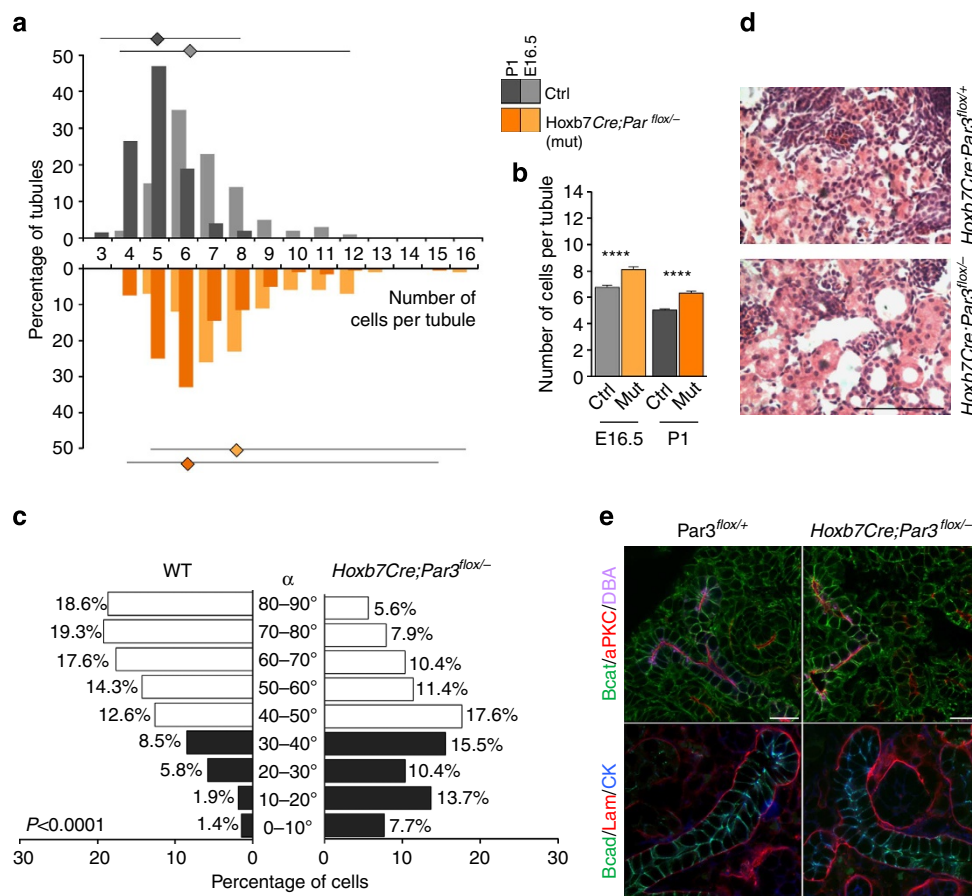 a
50
40
30
20
10
0
3 4 5 6 7 8 9 10 11 12 13 14 15 16
0
10
20
30
40
50
Percentage of tubules
Number of
cells per tubule
P1
E16.5
Ctrl
Hoxb7Cre;Par flox/–
(mut)
b
14
12
10
8
6
4
2
0
Number of cells per tubule
****
****
Ctrl Mut Ctrl Mut
E16.5 P1
d
Hoxb7Cre;Par3flox/+
Hoxb7Cre;Par3flox/–
c
WT α Hoxb7Cre;Par3flox/–
18.6% 80–90° 5.6%
19.3% 70–80° 7.9%
17.6% 60–70° 10.4%
14.3% 50–60° 11.4%
12.6% 40–50° 17.6%
8.5% 30–40° 15.5%
5.8% 20–30° 10.4%
1.9% 10–20° 13.7%
1.4% 0–10° 7.7%
P<0.0001
30 20 10 0 0 10 20 30
Percentage of cells
e
Par3flox/+ Hoxb7Cre;Par3flox/–
Bcat/aPKC/DBA
Bcad/Lam/CK